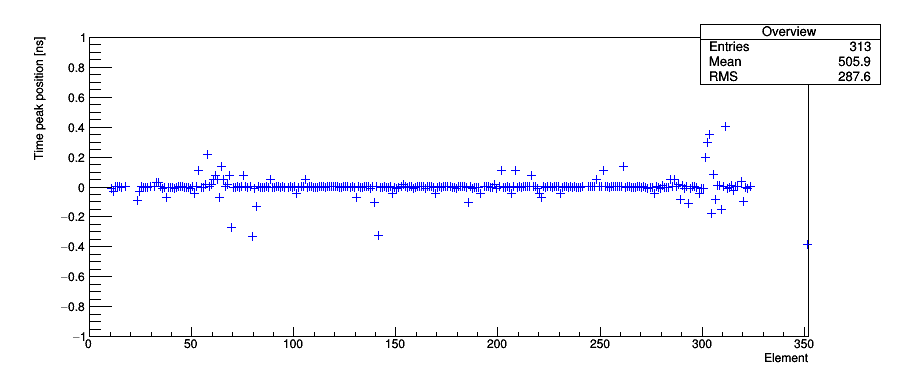 Overview
Entries 313
Mean 505.9
RMS 287.6
Time peak position [ns]
1
0.8
0.6
0.4
0.2
0
−0.2
−0.4
−0.6
−0.8
−1
0 50 100 150 200 250 300 350
Element